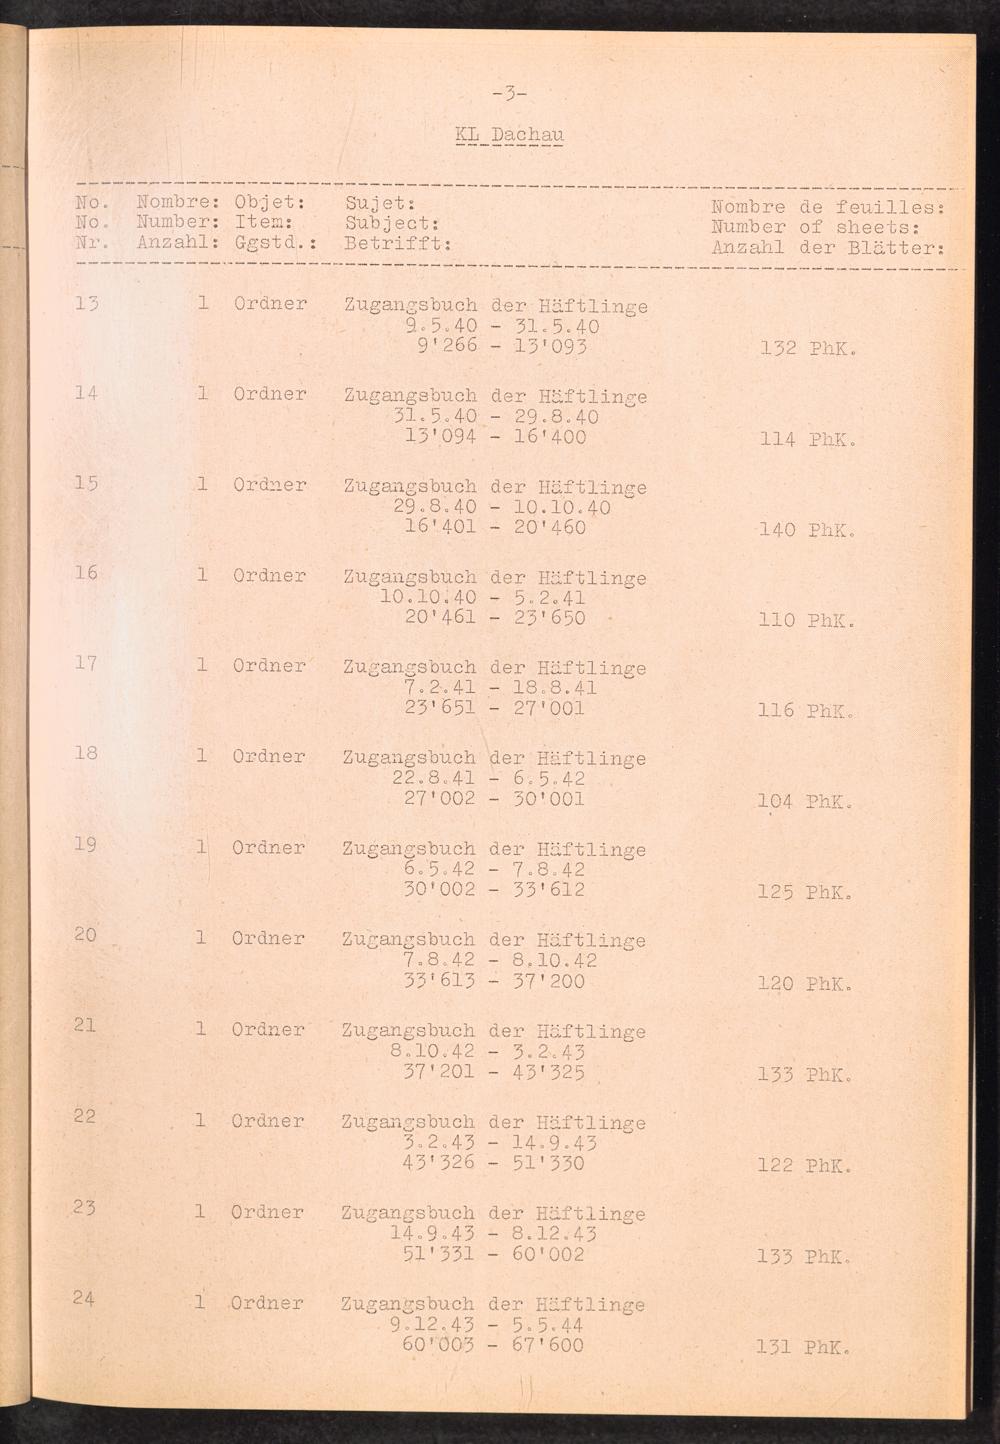 -3-
KL Dachau
No. Nombre: Objet: Sujet: Nombre de feuilles:
No. Number: Item: Subject: Number of sheets:
Nr. Anzahl: Ggstd.: Betrifft: Anzahl der Blätter:
13 1 Ordner Zugangsbuch der Häftlinge
9.5.40 - 31.5.40
9'266 - 13'093 132 PhK.
14 1 Ordner Zugangsbuch der Häftlinge
31.5.40 - 29.8.40
13'094 - 16'400 114 PhK.
15 1 Ordner Zugangsbuch der Häftlinge
29.8.40 - 10.10.40
16'401 - 20'460 140 PhK.
16 1 Ordner Zugangsbuch der Häftlinge
10.10.40 - 5.2.41
20'461 - 23'650 110 PhK.
17 1 Ordner Zugangsbuch der Häftlinge
7.2.41 - 18.8.41
23'651 - 27'001 116 PhK.
18 1 Ordner Zugangsbuch der Häftlinge
22.8.41 - 6.5.42
27'002 - 30'001 104 PhK.
19 1 Ordner Zugangsbuch der Häftlinge
6.5.42 - 7.8.42
30'002 - 33'612 125 PhK.
20 1 Ordner Zugangsbuch der Häftlinge
7.8.42 - 8.10.42
33'613 - 37'200 120 PhK.
21 1 Ordner Zugangsbuch der Häftlinge
8.10.42 - 3.2.43
37'201 - 43'325 133 PhK.
22 1 Ordner Zugangsbuch der Häftlinge
3.2.43 - 14.9.43
43'326 - 51'330 122 PhK.
23 1 Ordner Zugangsbuch der Häftlinge
14.9.43 - 8.12.43
51'331 - 60'002 133 PhK.
24 1 Ordner Zugangsbuch der Häftlinge
9.12.43 - 5.5.44
60'003 - 67'600 131 PhK.